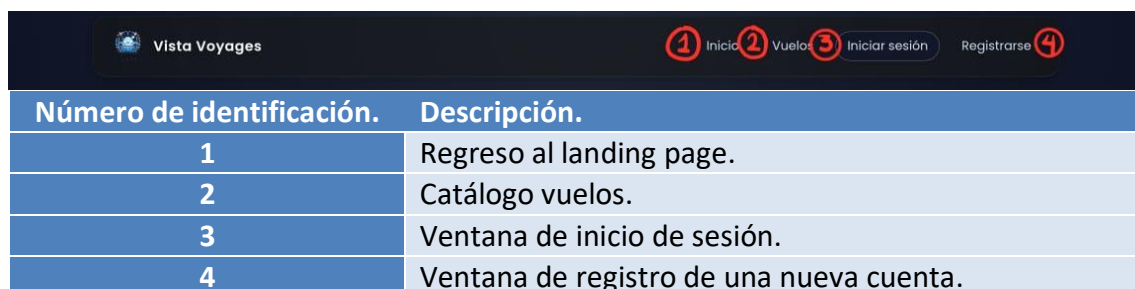 Vista Voyages 1 Inicio 2 Vuelos 3 Iniciar sesión Registrarse 4
Número de identificación. Descripción.
1 Regreso al landing page.
2 Catálogo vuelos.
3 Ventana de inicio de sesión.
4 Ventana de registro de una nueva cuenta.